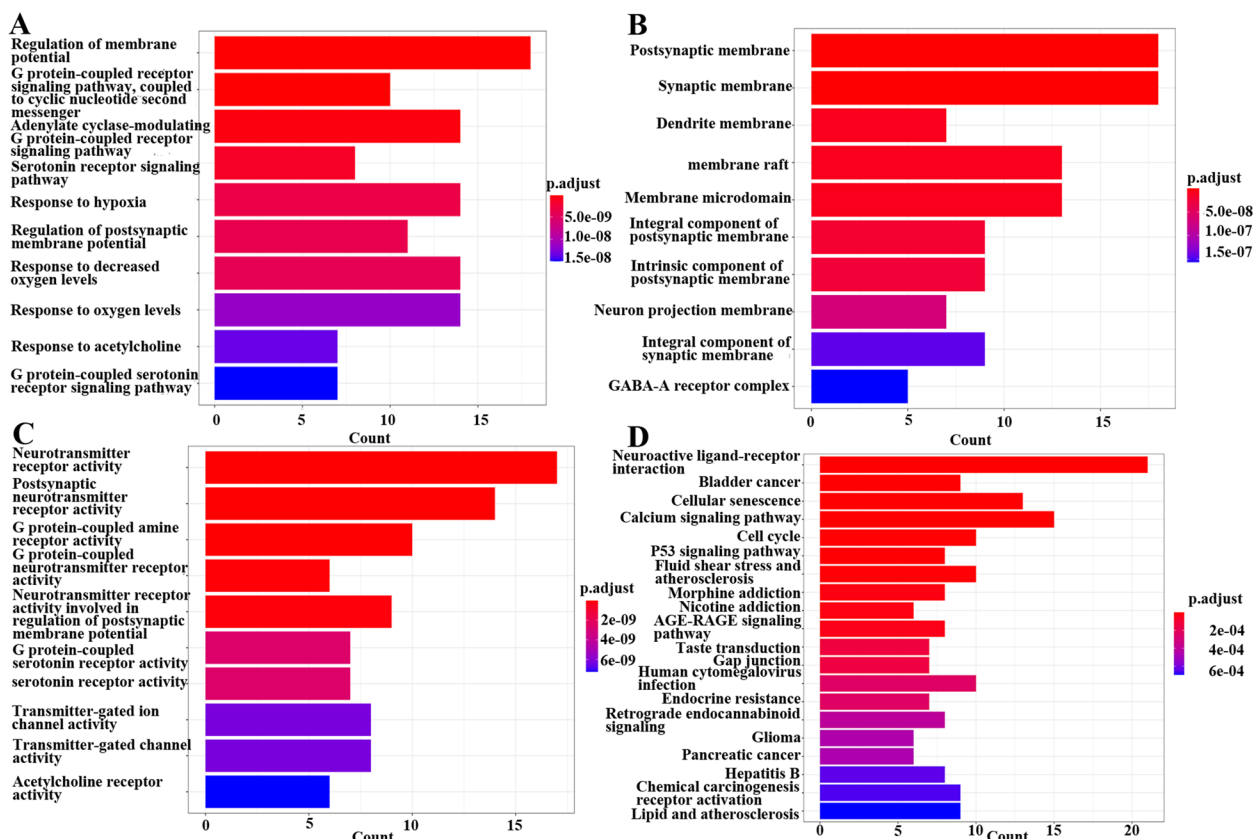 A
Regulation of membrane
potential
G protein-coupled receptor
signaling pathway, coupled
to cyclic nucleotide second
messenger
Adenylate cyclase-modulating
G protein-coupled receptor
signaling pathway
Serotonin receptor signaling
pathway
Response to hypoxia
Regulation of postsynaptic
membrane potential
Response to decreased
oxygen levels
Response to oxygen levels
Response to acetylcholine
G protein-coupled serotonin
receptor signaling pathway
0 5 10 15
Count
p.adjust
5.0e-09
1.0e-08
1.5e-08
B
Postsynaptic membrane
Synaptic membrane
Dendrite membrane
membrane raft
Membrane microdomain
Integral component of
postsynaptic membrane
Intrinsic component of
postsynaptic membrane
Neuron projection membrane
Integral component of
synaptic membrane
GABA-A receptor complex
0 5 10 15
Count
p.adjust
5.0e-08
1.0e-07
1.5e-07
C
Neurotransmitter
receptor activity
Postsynaptic
neurotransmitter
receptor activity
G protein-coupled amine
receptor activity
G protein-coupled
neurotransmitter receptor
activity
Neurotransmitter receptor
activity involved in
regulation of postsynaptic
membrane potential
G protein-coupled
serotonin receptor activity
serotonin receptor activity
Transmitter-gated ion
channel activity
Transmitter-gated channel
activity
Acetylcholine receptor
activity
0 5 10 15
Count
p.adjust
2e-09
4e-09
6e-09
D
Neuroactive ligand-receptor
interaction
Bladder cancer
Cellular senescence
Calcium signaling pathway
Cell cycle
P53 signaling pathway
Fluid shear stress and
atherosclerosis
Morphine addiction
Nicotine addiction
AGE-RAGE signaling
pathway
Taste transduction
Gap junction
Human cytomegalovirus
infection
Endocrine resistance
Retrograde endocannabinoid
signaling
Glioma
Pancreatic cancer
Hepatitis B
Chemical carcinogenesis
receptor activation
Lipid and atherosclerosis
0 5 10 15 20
Count
p.adjust
2e-04
4e-04
6e-04